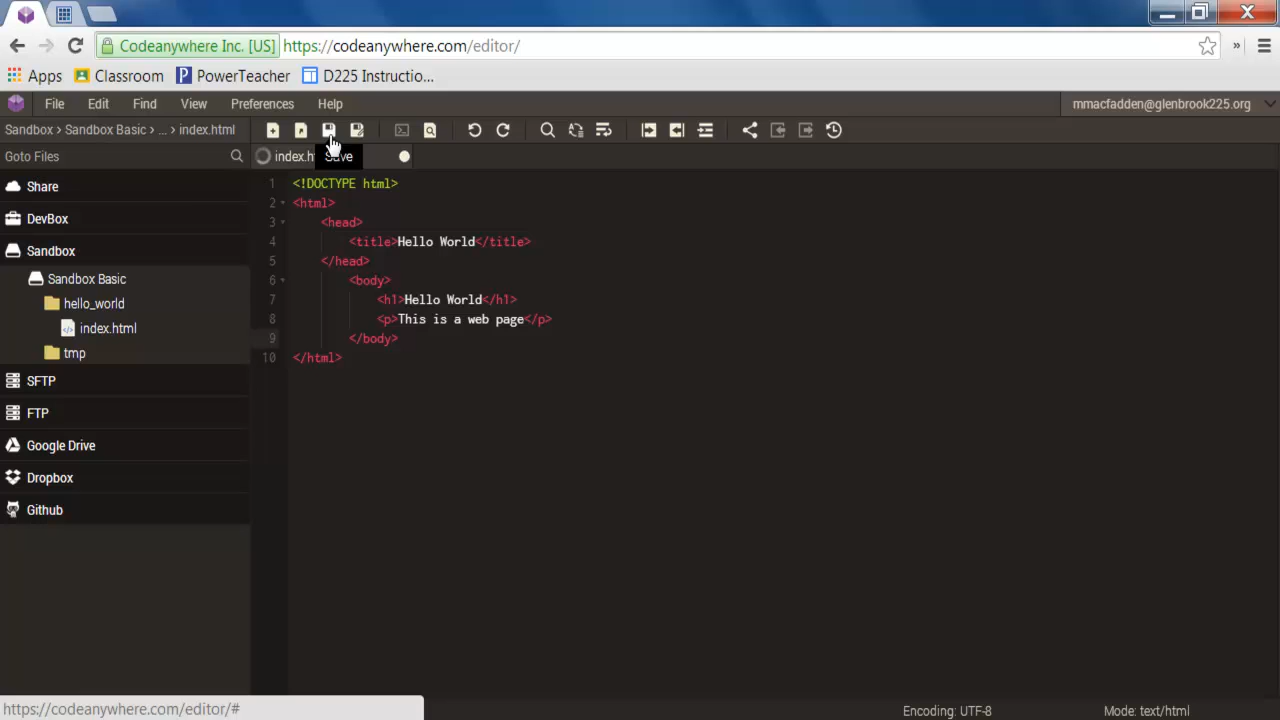 Codeanywhere Inc. [US] https://codeanywhere.com/editor/ »
Apps Classroom PowerTeacher D225 Instructio...
File Edit Find View Preferences Help mmacfadden@glenbrook225.org
Sandbox › Sandbox Basic › ... › index.html
Goto Files
index.h
Save
Share
DevBox
Sandbox
Sandbox Basic
hello_world
index.html
tmp
SFTP
FTP
Google Drive
Dropbox
Github
1 <!DOCTYPE html>
2 <html>
3 <head>
4 <title>Hello World</title>
5 </head>
6 <body>
7 <h1>Hello World</h1>
8 <p>This is a web page</p>
9 </body>
10 </html>
https://codeanywhere.com/editor/#
Encoding: UTF-8 Mode: text/html